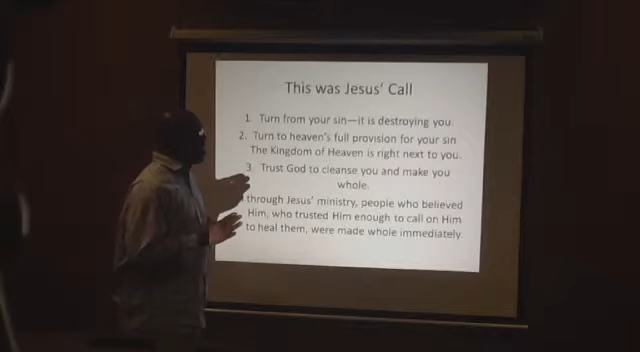 This was Jesus' Call
1. Turn from your sin—it is destroying you.
2. Turn to heaven's full provision for your sin
The Kingdom of Heaven is right next to you.
3. Trust God to cleanse you and make you
whole.
through Jesus' ministry, people who believed
Him, who trusted Him enough to call on Him
to heal them, were made whole immediately.